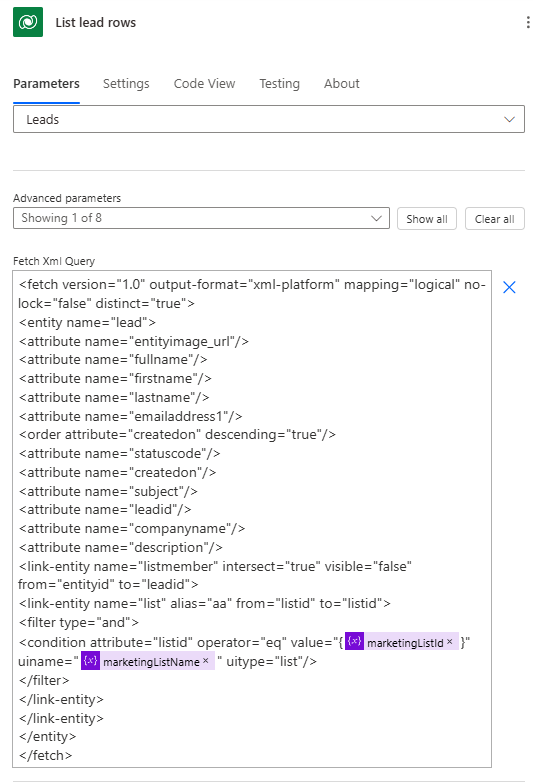 List lead rows
Parameters Settings Code View Testing About
Leads
Advanced parameters
Showing 1 of 8 Show all Clear all
Fetch Xml Query
<fetch version="1.0" output-format="xml-platform" mapping="logical" no-
lock="false" distinct="true">
<entity name="lead">
<attribute name="entityimage_url"/>
<attribute name="fullname"/>
<attribute name="firstname"/>
<attribute name="lastname"/>
<attribute name="emailaddress1"/>
<order attribute="createdon" descending="true"/>
<attribute name="statuscode"/>
<attribute name="createdon"/>
<attribute name="subject"/>
<attribute name="leadid"/>
<attribute name="companyname"/>
<attribute name="description"/>
<link-entity name="listmember" intersect="true" visible="false"
from="entityid" to="leadid">
<link-entity name="list" alias="aa" from="listid" to="listid">
<filter type="and">
<condition attribute="listid" operator="eq" value="{ {x} marketingListId × }"
uiname=" {x} marketingListName × " uitype="list"/>
</filter>
</link-entity>
</link-entity>
</entity>
</fetch>